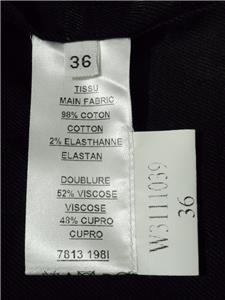 36
TISSU
MAIN FABRIC
98% COTON
COTTON
2% ELASTHANNE
ELASTAN
DOUBLURE
52% VISCOSE
VISCOSE
48% CUPRO
CUPRO
7813 198I
W3111039
36